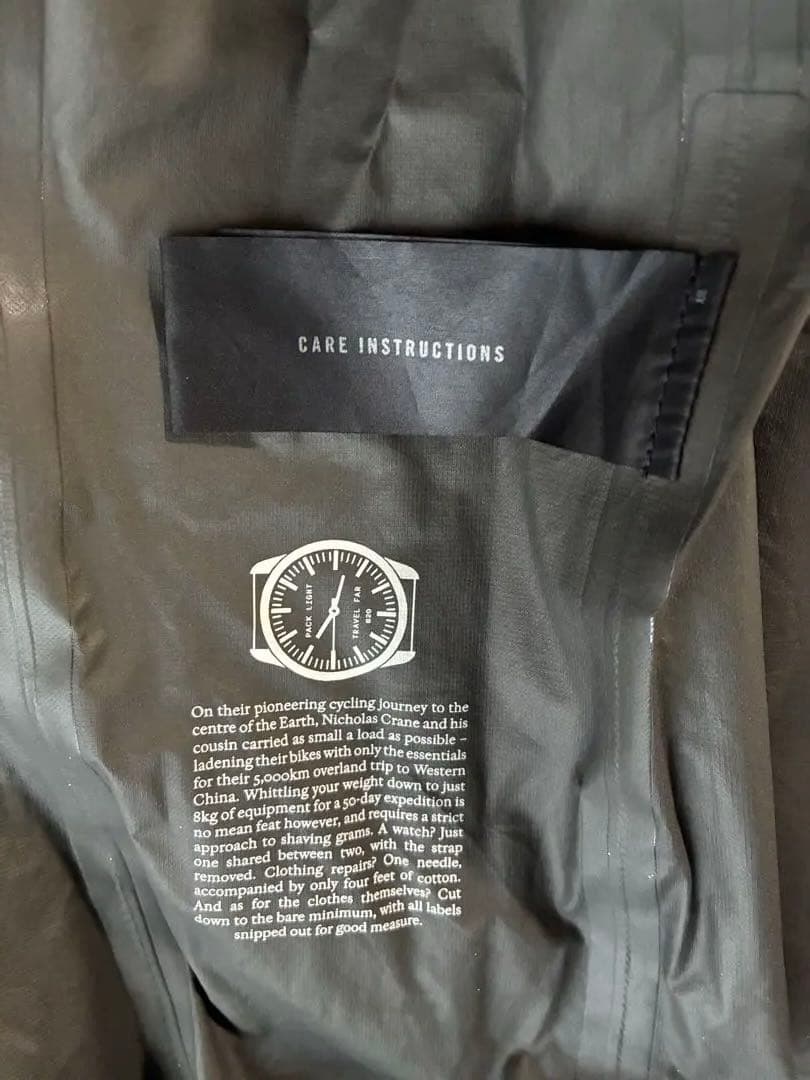 CARE INSTRUCTIONS
PACK LIGHT
TRAVEL FAR
820
On their pioneering cycling journey to the
centre of the Earth, Nicholas Crane and his
cousin carried as small a load as possible –
ladening their bikes with only the essentials
for their 5,000km overland trip to Western
China. Whittling your weight down to just
8kg of equipment for a 50-day expedition is
no mean feat however, and requires a strict
approach to shaving grams. A watch? Just
one shared between two, with the strap
removed. Clothing repairs? One needle,
accompanied by only four feet of cotton.
And as for the clothes themselves? Cut
down to the bare minimum, with all labels
snipped out for good measure.